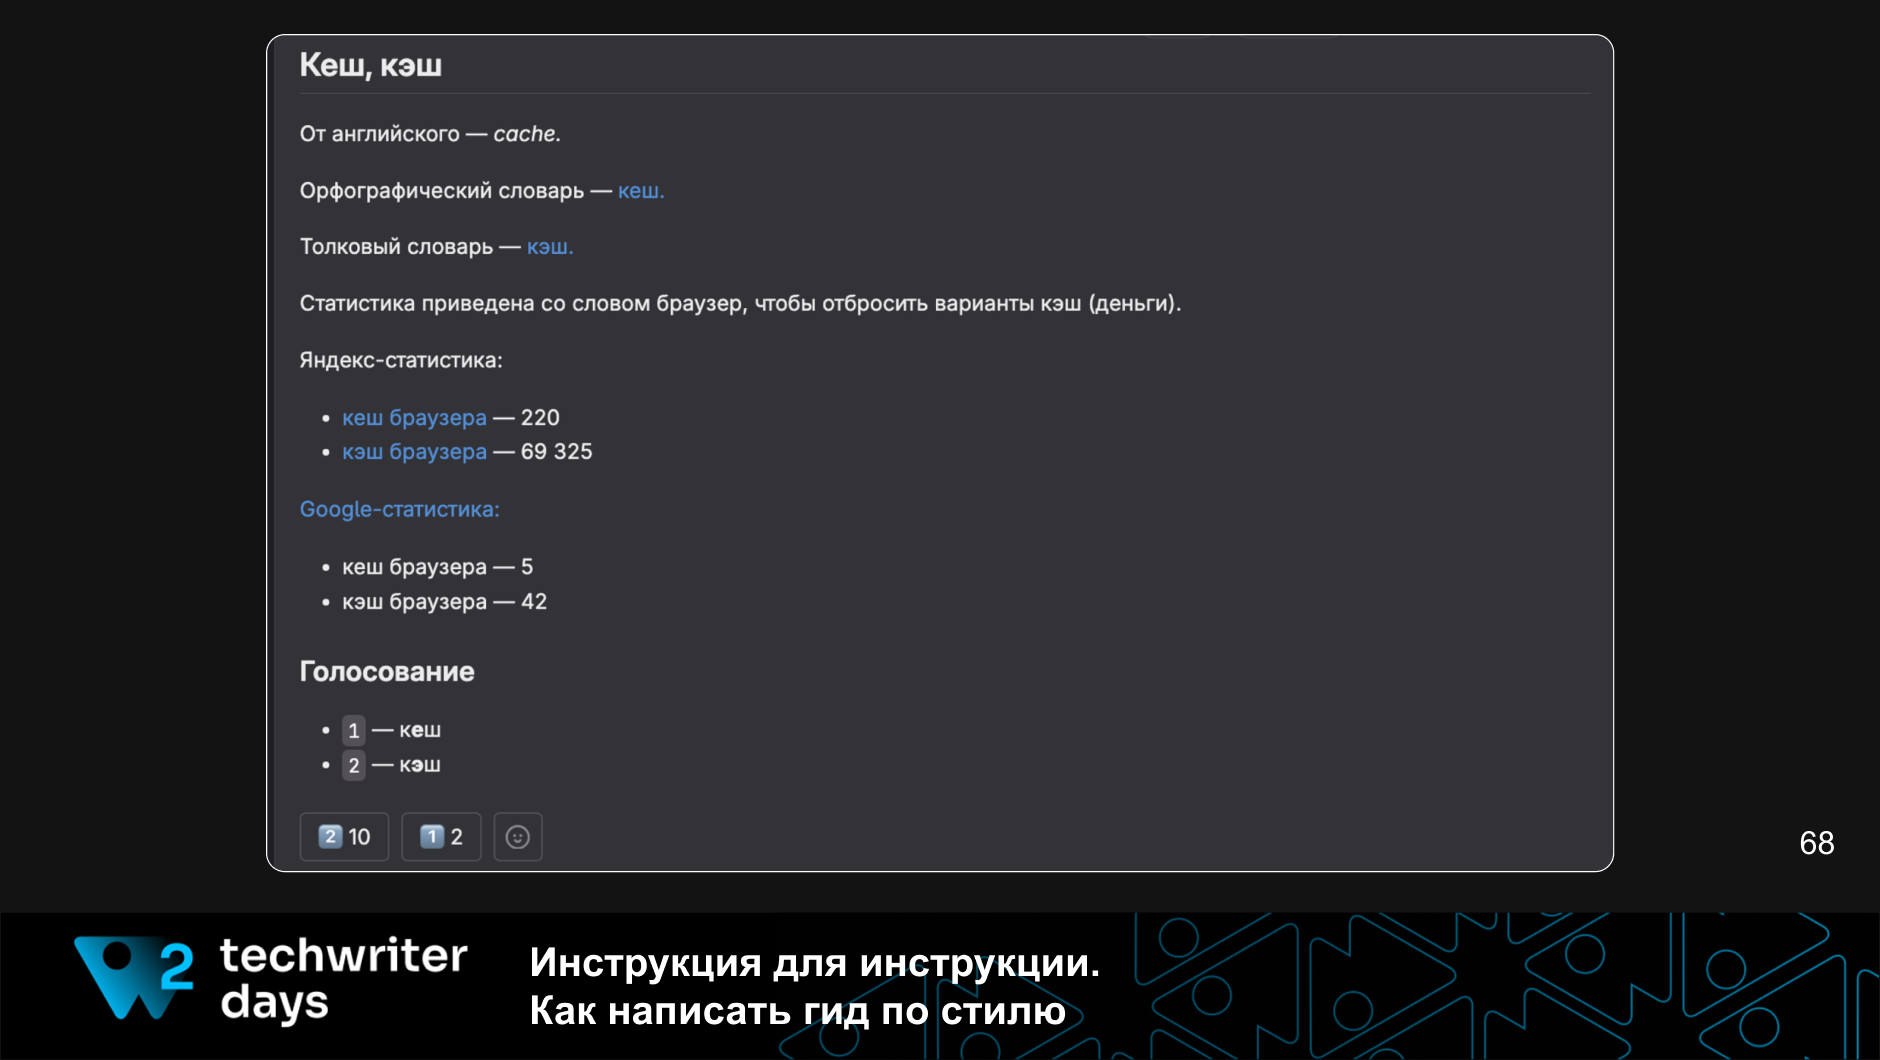 Кеш, кэш
От английского — cache.
Орфографический словарь — кеш.
Толковый словарь — кэш.
Статистика приведена со словом браузер, чтобы отбросить варианты кэш (деньги).
Яндекс-статистика:
• кеш браузера — 220
• кэш браузера — 69 325
Google-статистика:
• кеш браузера — 5
• кэш браузера — 42
Голосование
• 1 — кеш
• 2 — кэш
2 10 1 2
68
2 techwriter days
Инструкция для инструкции.
Как написать гид по стилю